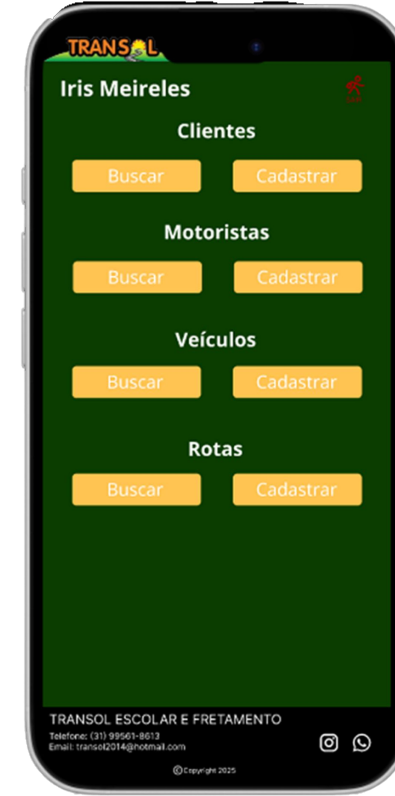 TRANSOL
Iris Meireles
Clientes
Buscar Cadastrar
Motoristas
Buscar Cadastrar
Veículos
Buscar Cadastrar
Rotas
Buscar Cadastrar
TRANSOL ESCOLAR E FRETAMENTO
Telefone: (31) 99561-8613
Email: transol2014@hotmail.com
©Copyright 2025